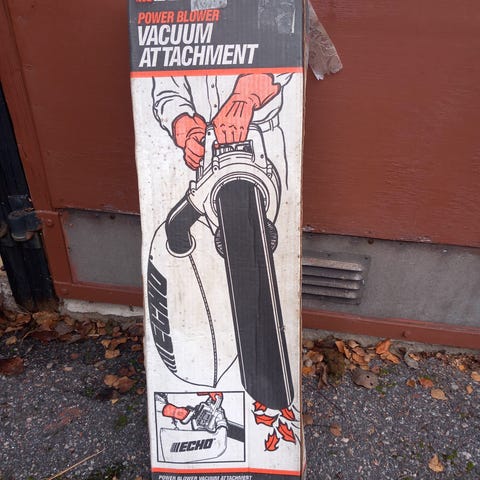 POWER BLOWER
VACUUM
ATTACHMENT
ECHO
ECHO
POWER BLOWER VACUUM ATTACHMENT